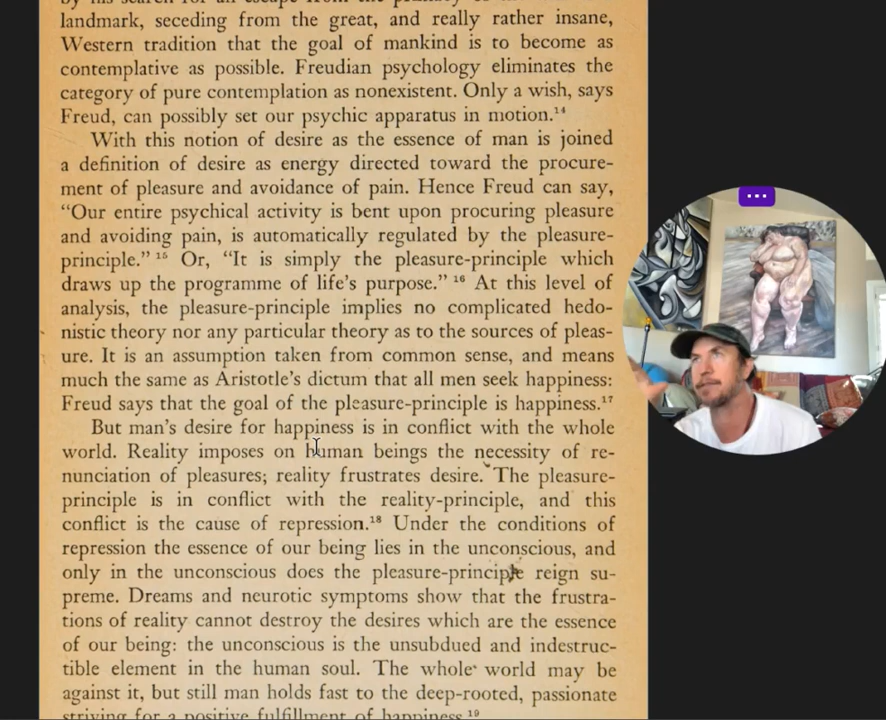 landmark, seceding from the great, and really rather insane,
Western tradition that the goal of mankind is to become as
contemplative as possible. Freudian psychology eliminates the
category of pure contemplation as nonexistent. Only a wish, says
Freud, can possibly set our psychic apparatus in motion.¹⁴
With this notion of desire as the essence of man is joined
a definition of desire as energy directed toward the procure-
ment of pleasure and avoidance of pain. Hence Freud can say,
“Our entire psychical activity is bent upon procuring pleasure
and avoiding pain, is automatically regulated by the pleasure-
principle.” ¹⁵ Or, “It is simply the pleasure-principle which
draws up the programme of life’s purpose.” ¹⁶ At this level of
analysis, the pleasure-principle implies no complicated hedo-
nistic theory nor any particular theory as to the sources of pleas-
ure. It is an assumption taken from common sense, and means
much the same as Aristotle’s dictum that all men seek happiness:
Freud says that the goal of the pleasure-principle is happiness.¹⁷
But man’s desire for happiness is in conflict with the whole
world. Reality imposes on human beings the necessity of re-
nunciation of pleasures; reality frustrates desire. The pleasure-
principle is in conflict with the reality-principle, and this
conflict is the cause of repression.¹⁸ Under the conditions of
repression the essence of our being lies in the unconscious, and
only in the unconscious does the pleasure-principle reign su-
preme. Dreams and neurotic symptoms show that the frustra-
tions of reality cannot destroy the desires which are the essence
of our being: the unconscious is the unsubdued and indestruc-
tible element in the human soul. The whole world may be
against it, but still man holds fast to the deep-rooted, passionate
striving for a positive fulfillment of happiness.¹⁹